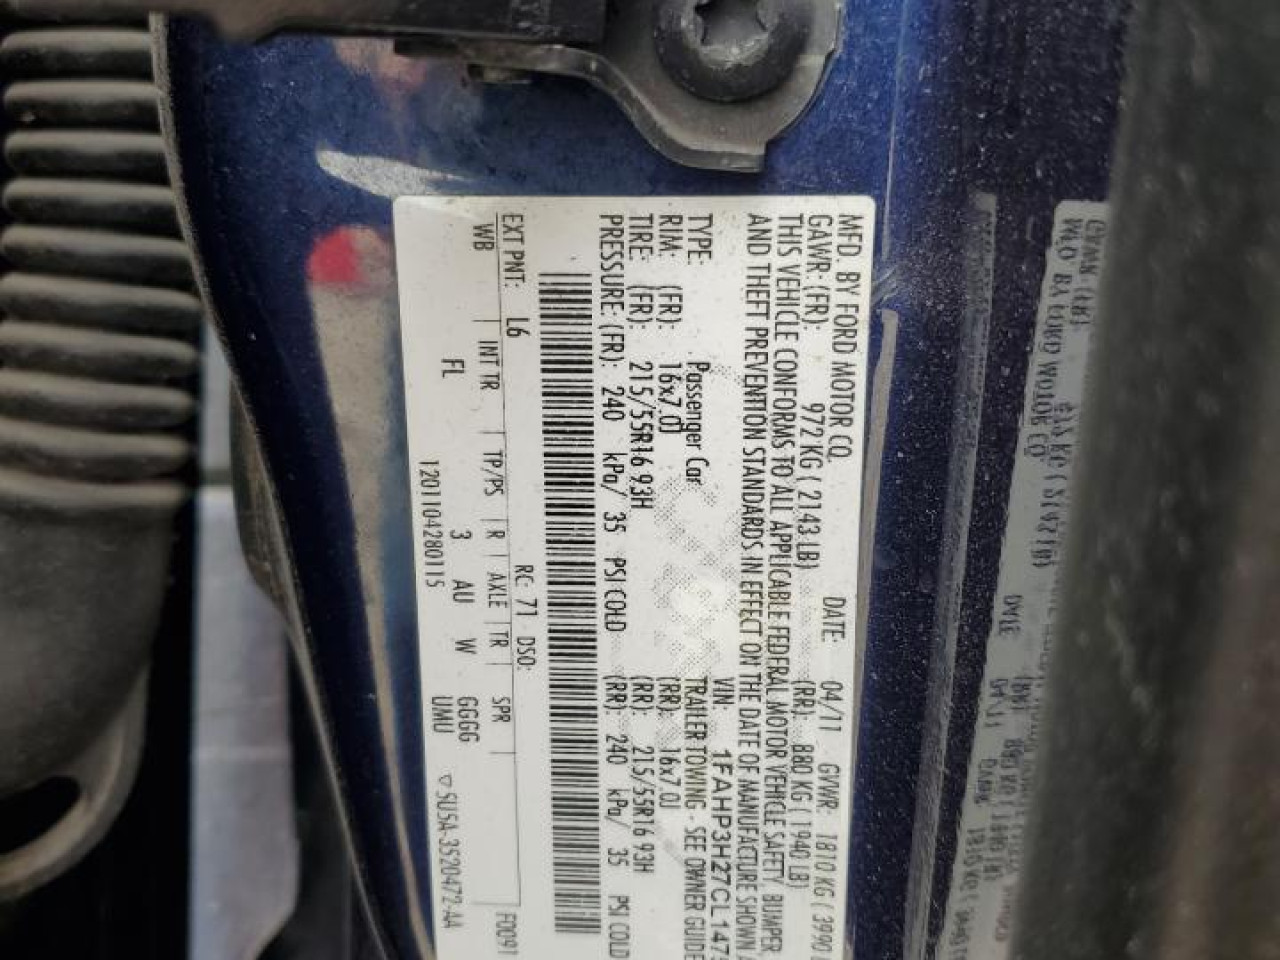 MFD. BY FORD MOTOR CO.
DATE: 04/11 GVWR: 1810 KG ( 3990
GAWR: (FR): 972 KG ( 2143 LB) (RR): 880 KG ( 1940 LB)
THIS VEHICLE CONFORMS TO ALL APPLICABLE FEDERAL MOTOR VEHICLE SAFETY, BUMPER,
AND THEFT PREVENTION STANDARDS IN EFFECT ON THE DATE OF MANUFACTURE SHOWN
VIN: 1FAHP3H27CL147
TYPE: Passenger Car TRAILER TOWING - SEE OWNER GUIDE
RIM: (FR): 16x7.0J (RR): 16x7.0J
TIRE: (FR): 215/55R16 93H (RR): 215/55R16 93H
PRESSURE: (FR): 240 kPa/ 35 PSI COLD (RR): 240 kPa/ 35 PSI COLD
EXT PNT: L6 RC: 71 DSO: F0091
WB INT TR TP/PS R AXLE TR SPR
FL 3 AU W GGGG
120110428011S UMU ▽SU5A-3520472-AA